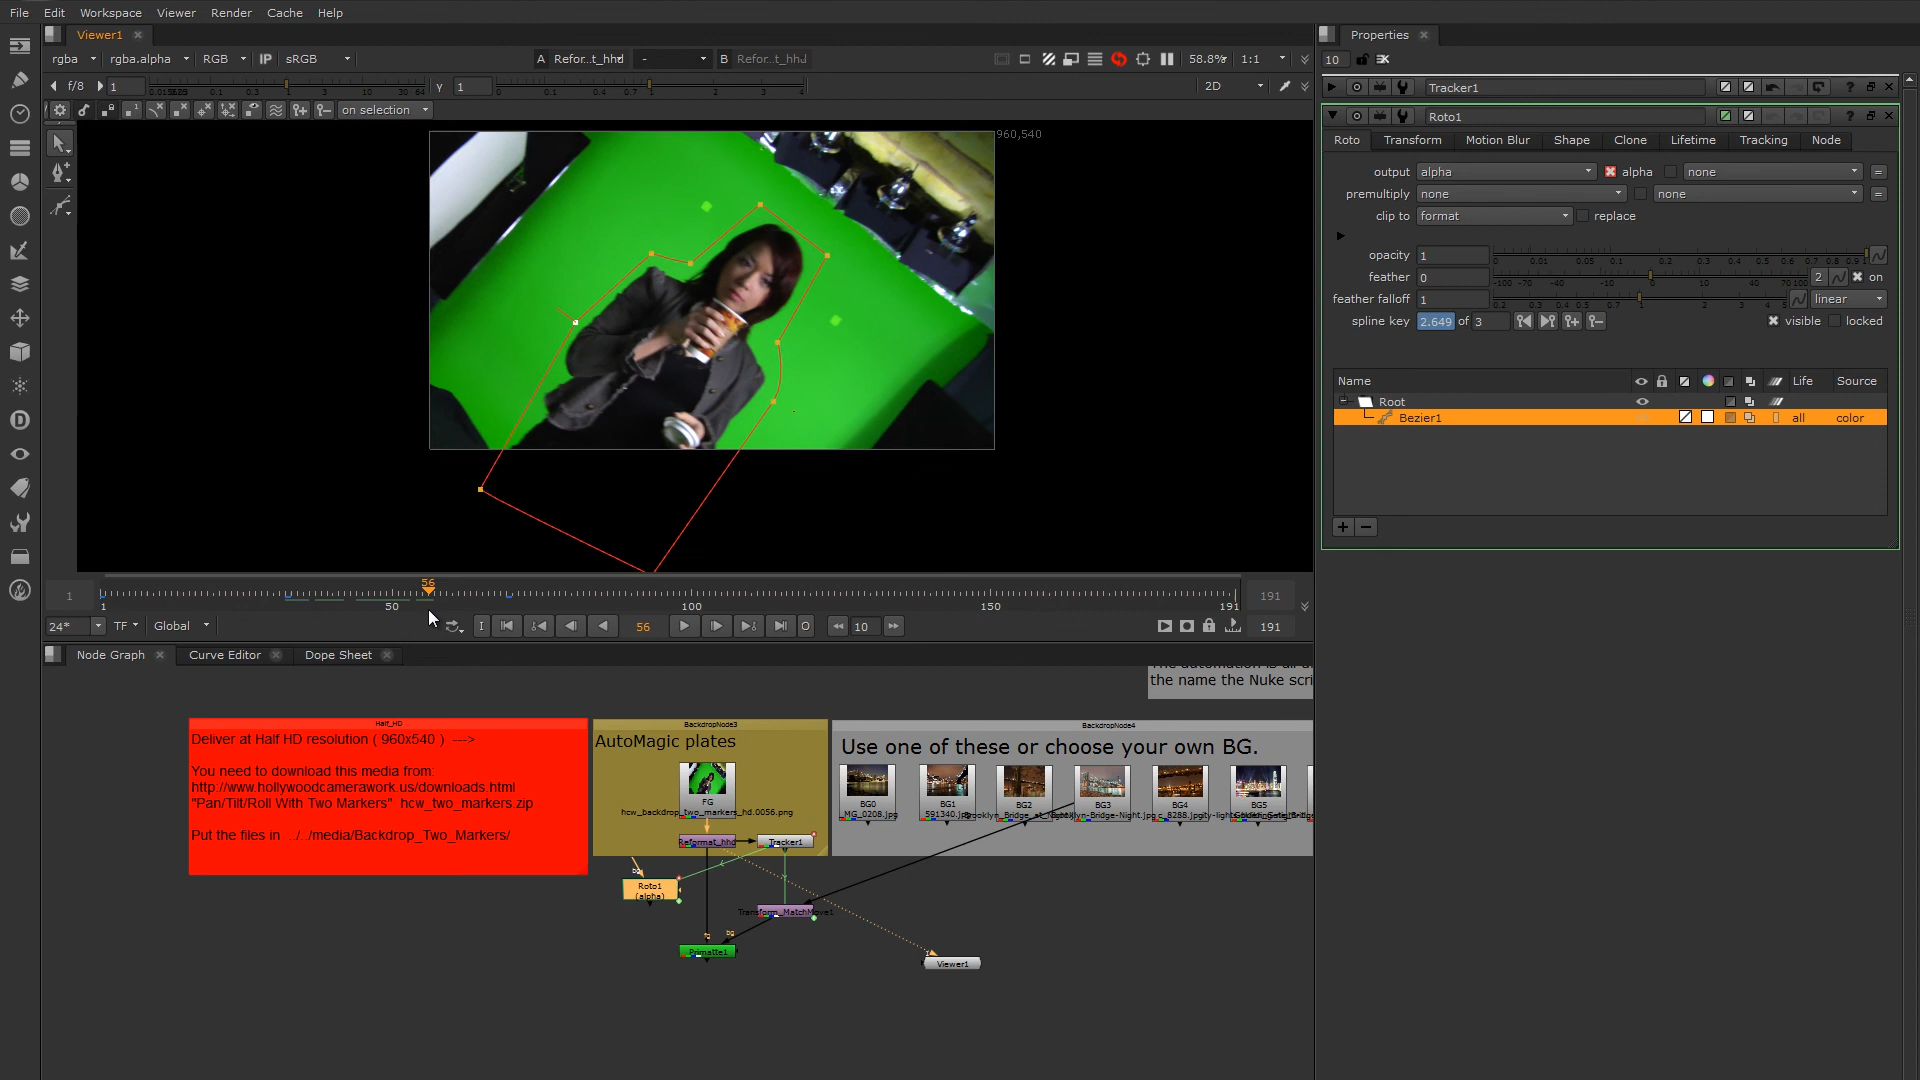 File Edit Workspace Viewer Render Cache Help
Viewer1
Properties
rgba rgba.alpha RGB IP sRGB A Refor...t_hhd - B Refor...t_hhd 58.8% 1:1
10
f/8 1 Y 1 2D
Tracker1
on selection
Roto1
960,540
Roto Transform Motion Blur Shape Clone Lifetime Tracking Node
output alpha alpha none
premultiply none none
clip to format replace
opacity 1
feather 0 2 on
feather falloff 1 linear
spline key 2.649 of 3 visible locked
Name Life Source
Root
Bezier1 all color
56
1 191
1 50 100 150 191
24* TF Global I 56 O 10 191
Node Graph Curve Editor Dope Sheet
the name the Nuke scri
Half_HD
Deliver at Half HD resolution ( 960x540 ) --->
You need to download this media from:
http://www.hollywoodcamerawork.us/downloads.html
"Pan/Tilt/Roll With Two Markers" hcw_two_markers.zip
Put the files in ../../media/Backdrop_Two_Markers/
BackdropNode3
AutoMagic plates
FG
hcw_backdrop_two_markers_hd.0056.png
Reformat_hhd
Tracker1
BackdropNode4
Use one of these or choose your own BG.
BG0 BG1 BG2 BG3 BG4 BG5
_MG_0208.jpg
Roto1
(alpha)
Transform_MatchMove1
Primatte1
Viewer1